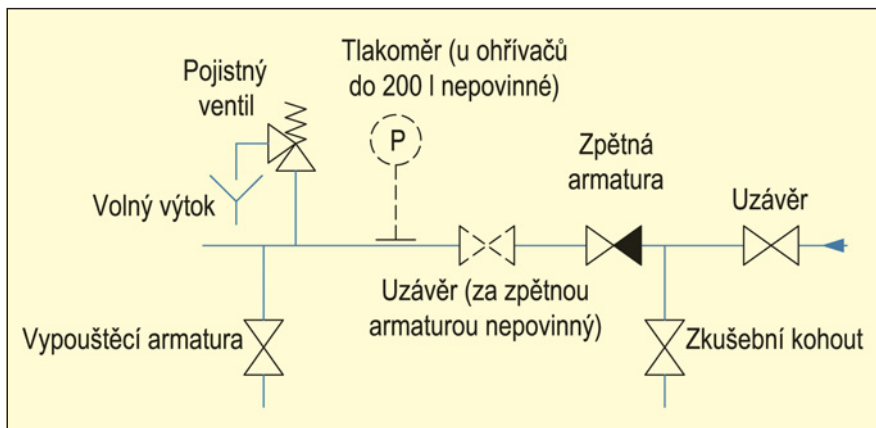 Tlakoměr (u ohřívačů
do 200 l nepovinné)
Pojistný
ventil
P
Zpětná
armatura
Uzávěr
Volný výtok
Uzávěr (za zpětnou
armaturou nepovinný)
Vypouštěcí armatura
Zkušební kohout